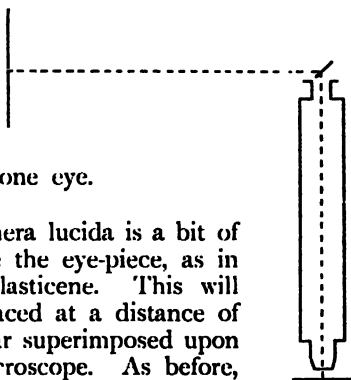 one eye.
nera lucida is a bit of
e the eye-piece, as in
lasticene. This will
aced at a distance of
ar superimposed upon
rroscope. As before,